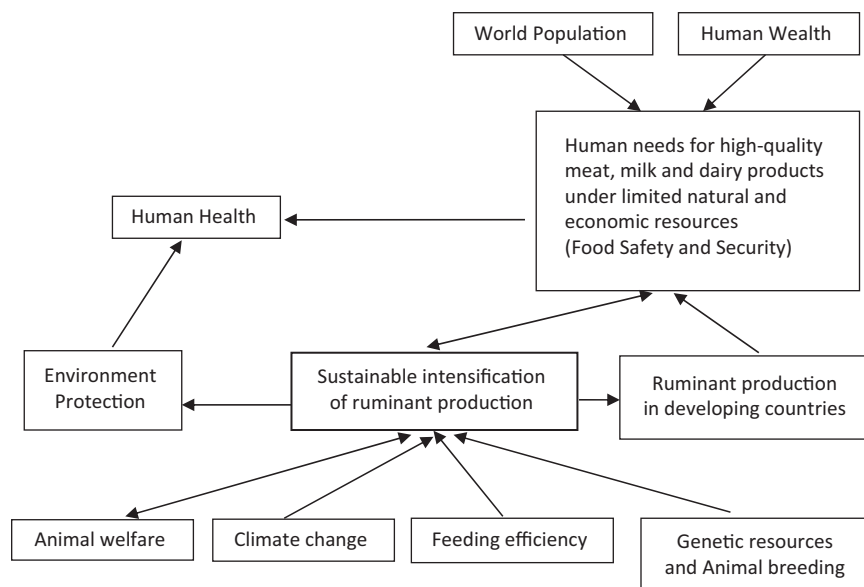 World Population
Human Wealth
Human needs for high-quality
meat, milk and dairy products
under limited natural and
economic resources
(Food Safety and Security)
Human Health
Environment
Protection
Sustainable intensification
of ruminant production
Ruminant production
in developing countries
Animal welfare
Climate change
Feeding efficiency
Genetic resources
and Animal breeding